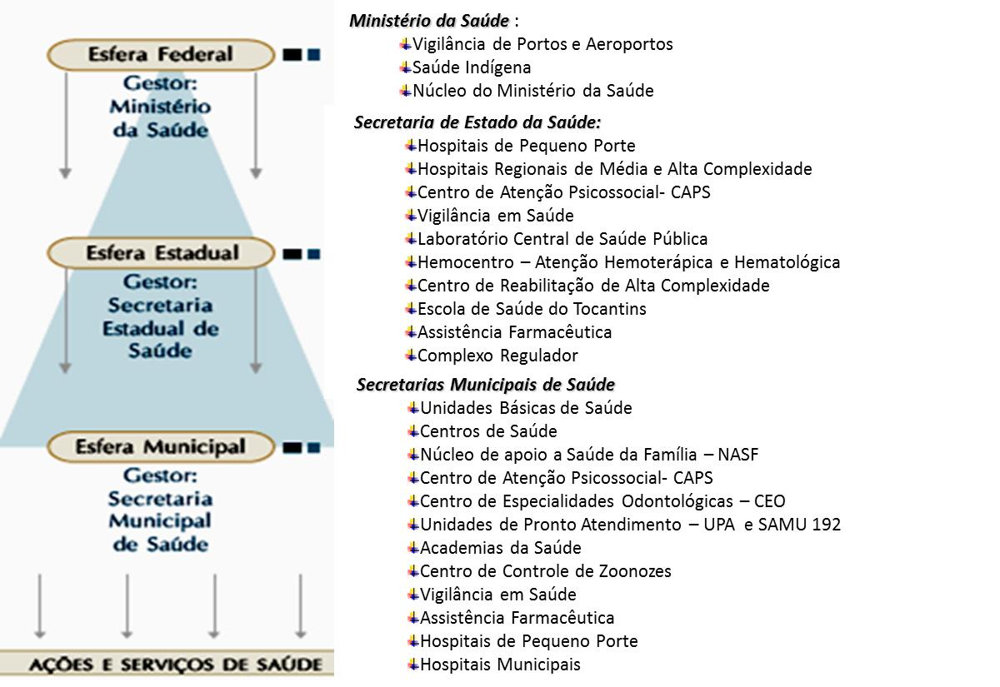 Esfera Federal
Gestor:
Ministério
da Saúde
Esfera Estadual
Gestor:
Secretaria
Estadual de
Saúde
Esfera Municipal
Gestor:
Secretaria
Municipal
de Saúde
AÇÕES E SERVIÇOS DE SAÚDE
Ministério da Saúde :
Vigilância de Portos e Aeroportos
Saúde Indígena
Núcleo do Ministério da Saúde
Secretaria de Estado da Saúde:
Hospitais de Pequeno Porte
Hospitais Regionais de Média e Alta Complexidade
Centro de Atenção Psicossocial- CAPS
Vigilância em Saúde
Laboratório Central de Saúde Pública
Hemocentro – Atenção Hemoterápica e Hematológica
Centro de Reabilitação de Alta Complexidade
Escola de Saúde do Tocantins
Assistência Farmacêutica
Complexo Regulador
Secretarias Municipais de Saúde
Unidades Básicas de Saúde
Centros de Saúde
Núcleo de apoio a Saúde da Família – NASF
Centro de Atenção Psicossocial- CAPS
Centro de Especialidades Odontológicas – CEO
Unidades de Pronto Atendimento – UPA e SAMU 192
Academias da Saúde
Centro de Controle de Zoonozes
Vigilância em Saúde
Assistência Farmacêutica
Hospitais de Pequeno Porte
Hospitais Municipais